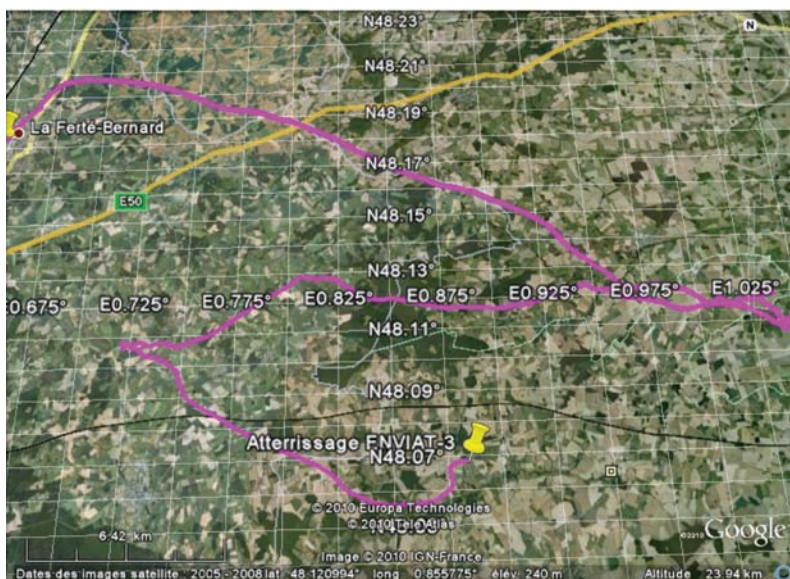 N48.23°
N
N48.21°
N48.19°
La Ferté-Bernard
N48.17°
E50
N48.15°
N48.13°
E0.675° E0.725° E0.775° E0.825° E0.875° E0.925° E0.975° E1.025°
N48.11°
N48.09°
Atterrissage ENVIAT-3
N48.07°
© 2010 Europa Technologies
© 2010 Tele Atlas
6.42 km
Image © 2010 IGN-France
©2010 Google
Dates des images satellite : 2005 - 2008 lat 48.120994° long 0.855775° élév. 240 m Altitude 23.94 km